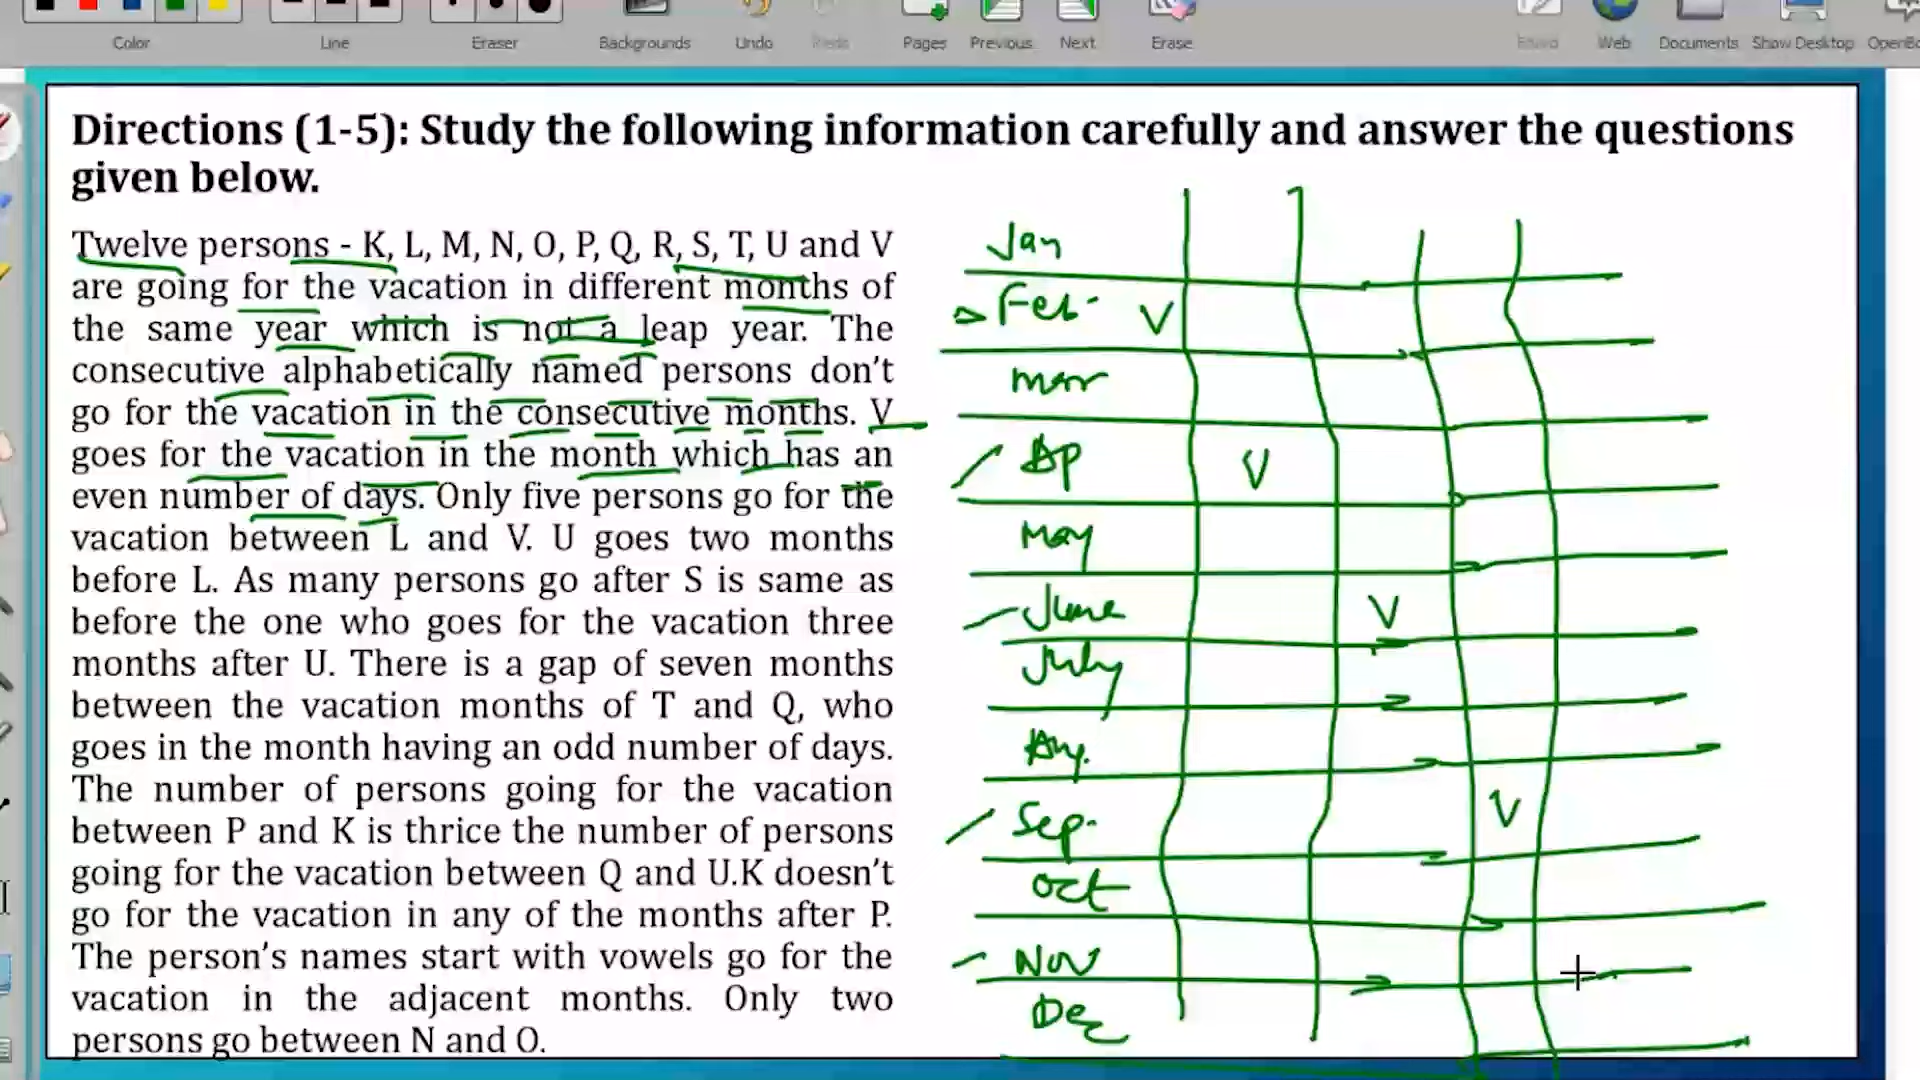 Color Line Eraser Backgrounds Undo Redo Pages Previous Next Erase Board Web Documents Show Desktop OpenBo
Directions (1-5): Study the following information carefully and answer the questions
given below.
Twelve persons - K, L, M, N, O, P, Q, R, S, T, U and V
are going for the vacation in different months of
the same year which is not a leap year. The
consecutive alphabetically named persons don't
go for the vacation in the consecutive months. V
goes for the vacation in the month which has an
even number of days. Only five persons go for the
vacation between L and V. U goes two months
before L. As many persons go after S is same as
before the one who goes for the vacation three
months after U. There is a gap of seven months
between the vacation months of T and Q, who
goes in the month having an odd number of days.
The number of persons going for the vacation
between P and K is thrice the number of persons
going for the vacation between Q and U.K doesn't
go for the vacation in any of the months after P.
The person's names start with vowels go for the
vacation in the adjacent months. Only two
persons go between N and O.
Jan
Feb- V
Mar
Ap V
May
June V
July
Aug.
Sep- V
Oct
Nov
Dec